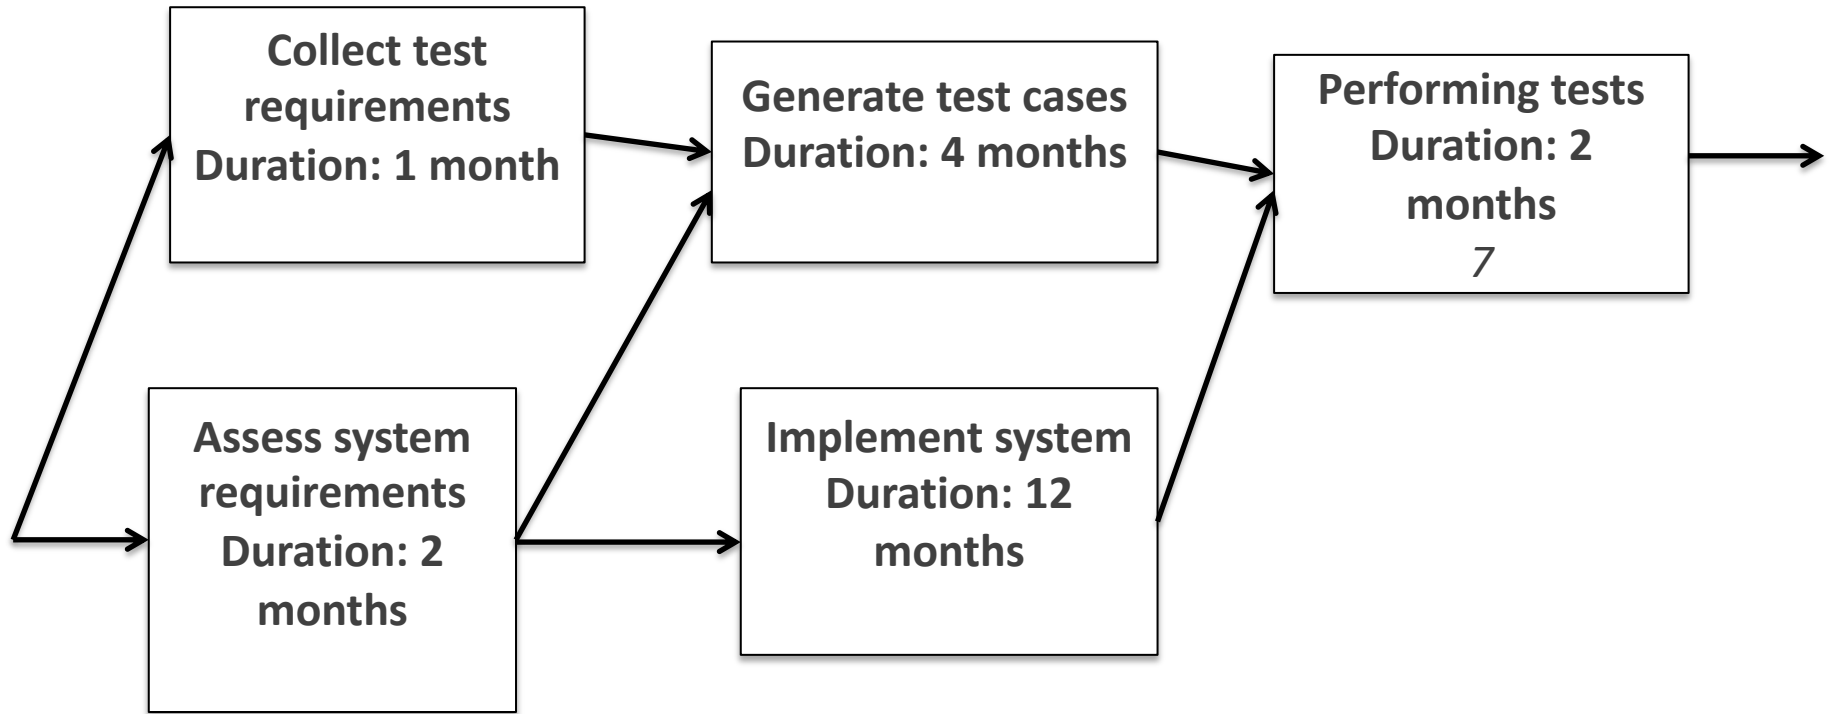 Collect test
requirements
Duration: 1 month
Generate test cases
Duration: 4 months
Performing tests
Duration: 2
months
7
Assess system
requirements
Duration: 2
months
Implement system
Duration: 12
months